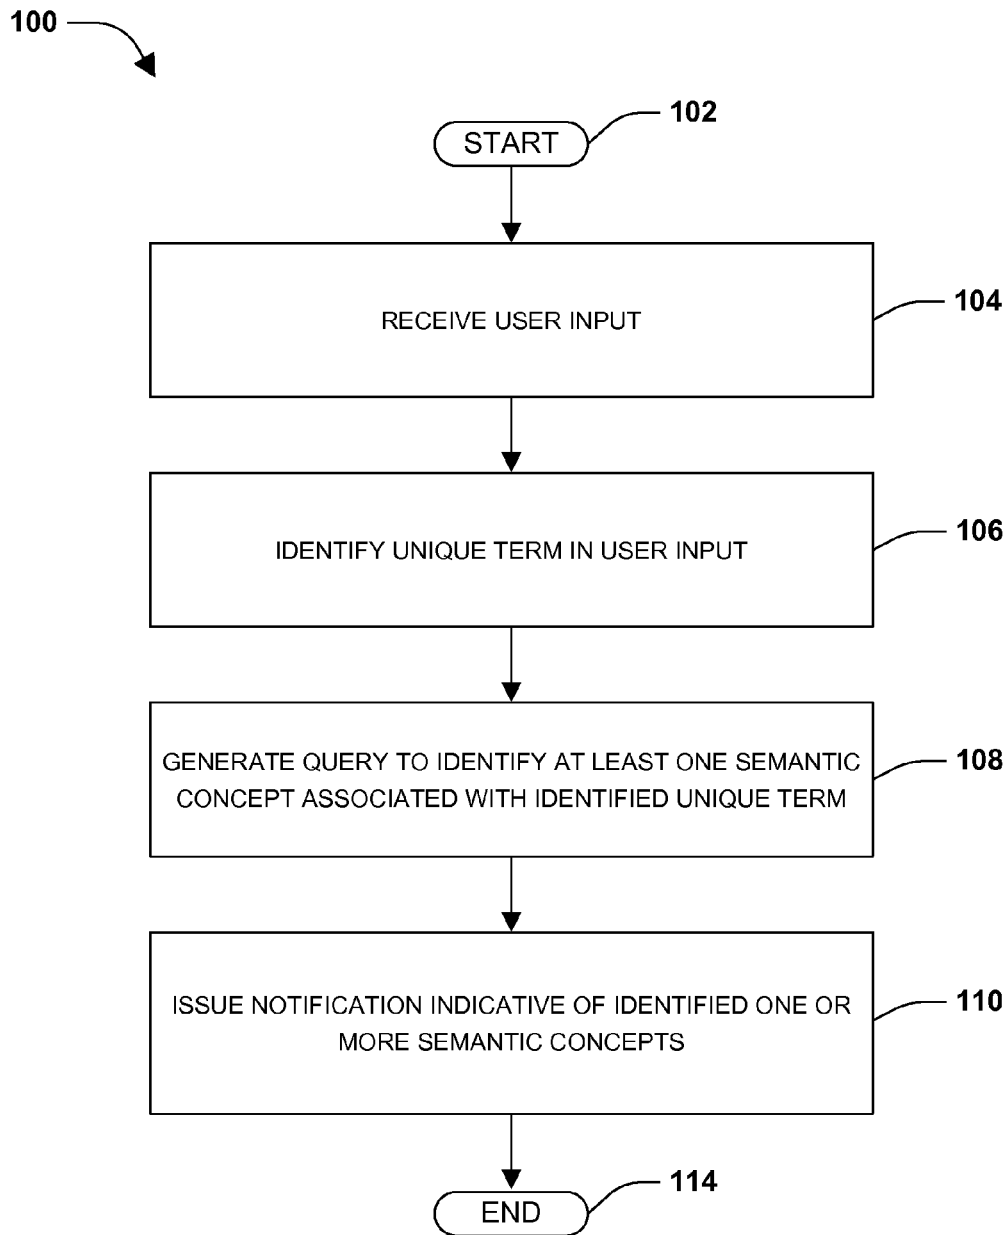 100
START
102
RECEIVE USER INPUT
104
IDENTIFY UNIQUE TERM IN USER INPUT
106
GENERATE QUERY TO IDENTIFY AT LEAST ONE SEMANTIC
CONCEPT ASSOCIATED WITH IDENTIFIED UNIQUE TERM
108
ISSUE NOTIFICATION INDICATIVE OF IDENTIFIED ONE OR
MORE SEMANTIC CONCEPTS
110
END
114